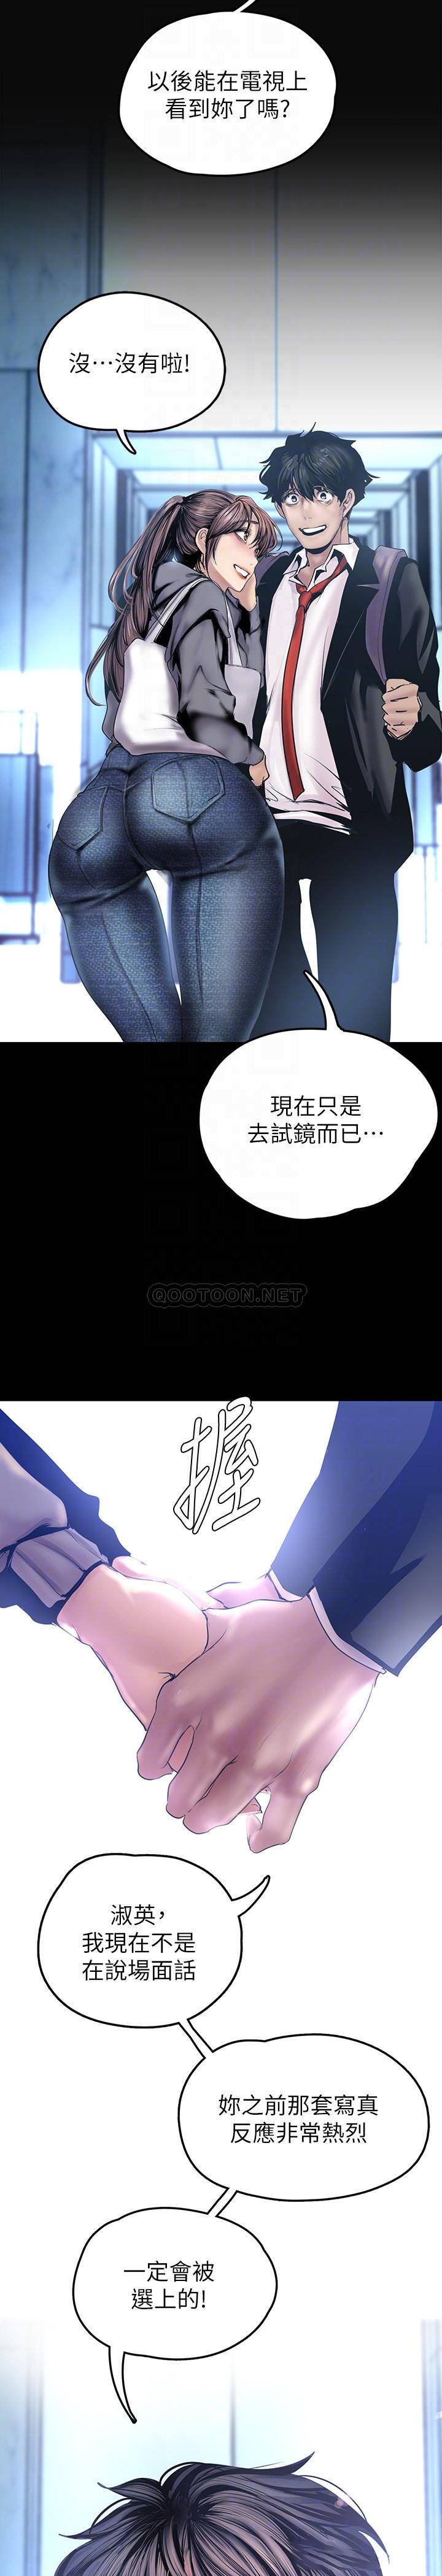 以後能在電視上
看到妳了嗎?
沒⋯沒有啦!
現在只是
去試鏡而已⋯
QOOTOON.NET
握
淑英,
我現在不是
在說場面話
妳之前那套寫真
反應非常熱烈
一定會被
選上的!